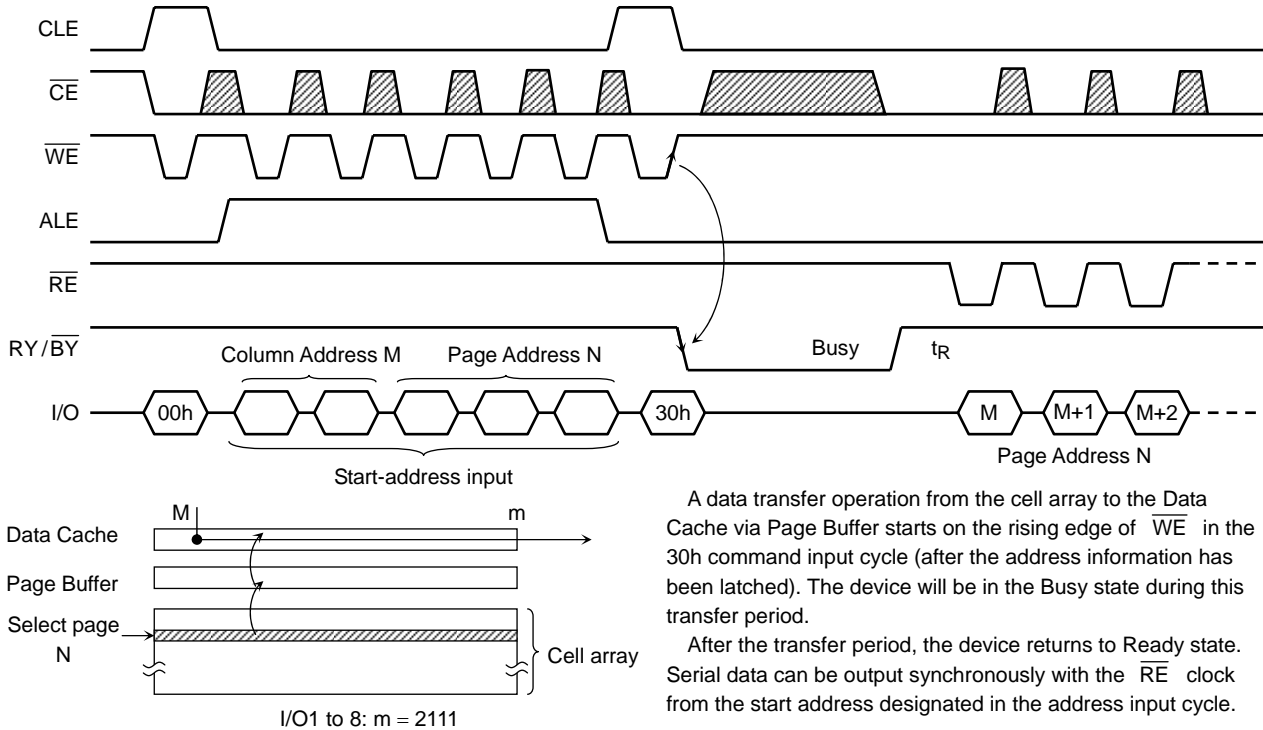 CLE
CE
WE
ALE
RE
RY/BY
Column Address M
Page Address N
Busy
tR
I/O
00h
30h
M
M+1
M+2
Start-address input
Page Address N
M
m
Data Cache
Page Buffer
Select page
N
Cell array
I/O1 to 8: m = 2111
A data transfer operation from the cell array to the Data
Cache via Page Buffer starts on the rising edge of WE in the
30h command input cycle (after the address information has
been latched). The device will be in the Busy state during this
transfer period.
After the transfer period, the device returns to Ready state.
Serial data can be output synchronously with the RE clock
from the start address designated in the address input cycle.